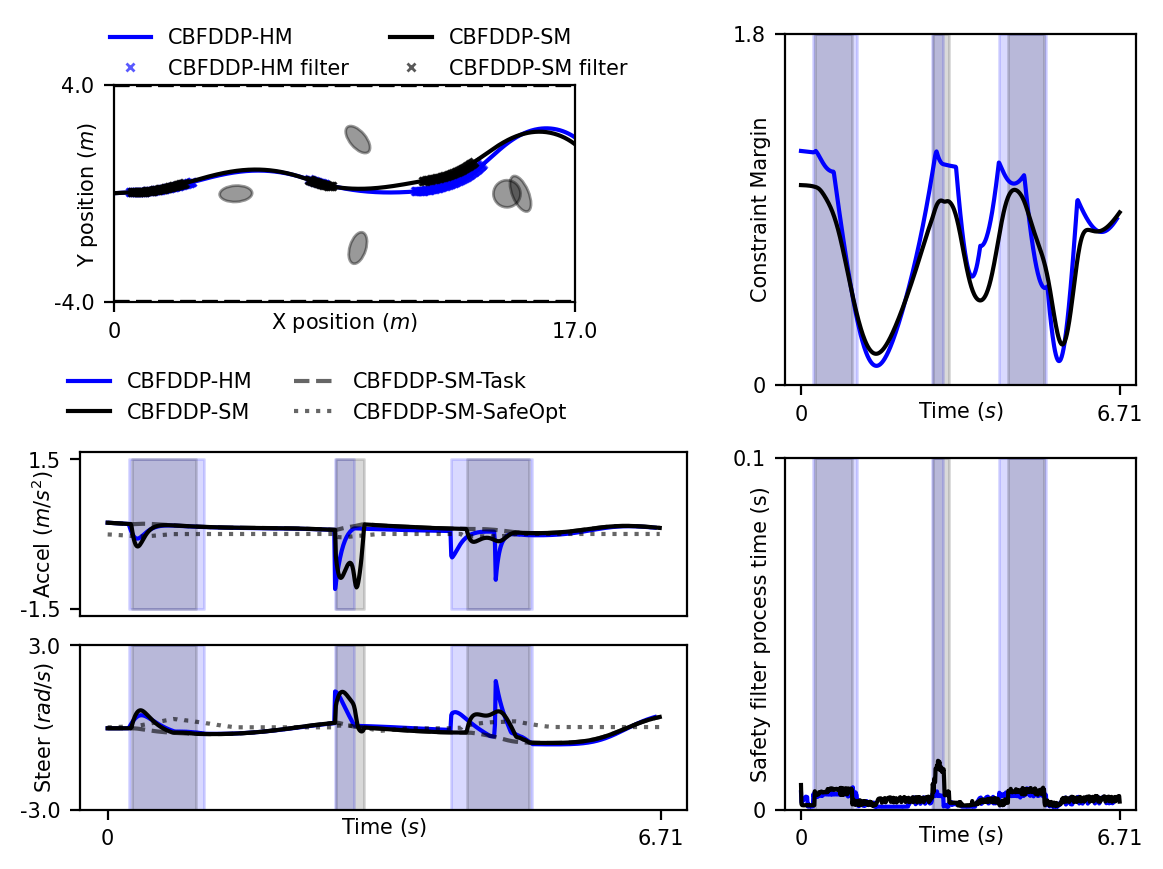 CBFDDP-HM
CBFDDP-SM
CBFDDP-HM filter
CBFDDP-SM filter
4.0
Y position (m)
-4.0
0
X position (m)
17.0
1.8
Constraint Margin
0
0
Time (s)
6.71
CBFDDP-HM
CBFDDP-SM-Task
CBFDDP-SM
CBFDDP-SM-SafeOpt
1.5
Accel (m/s²)
-1.5
3.0
Steer (rad/s)
-3.0
0
Time (s)
6.71
0.1
Safety filter process time (s)
0
0
Time (s)
6.71